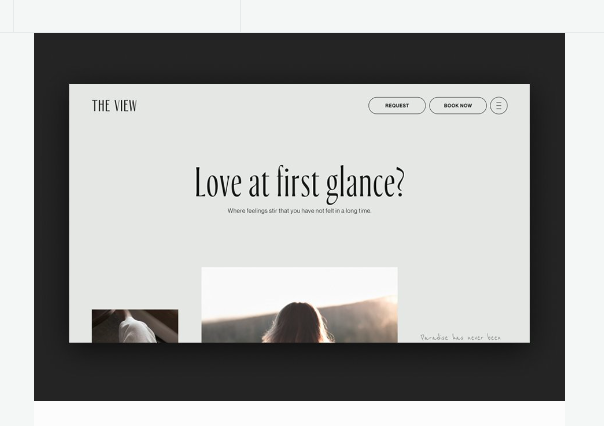 THE VIEW
REQUEST
BOOK NOW
Love at first glance?
Where feelings stir that you have not felt in a long time.
Paradise has never been